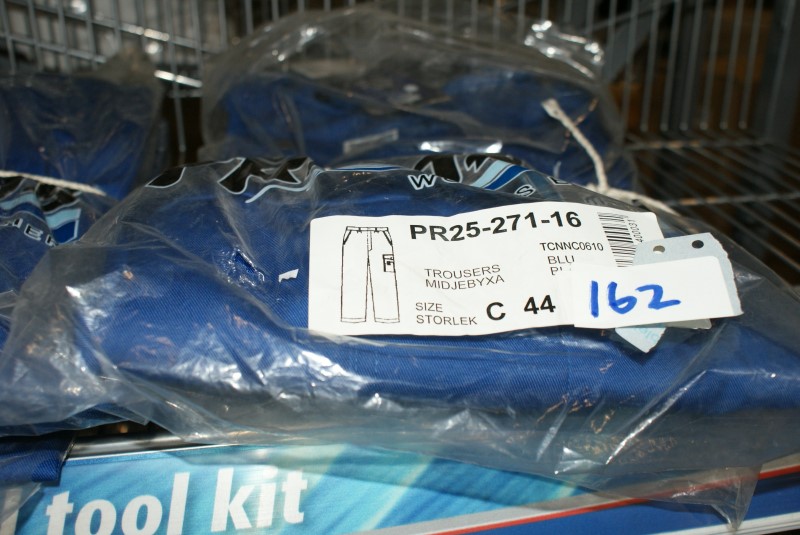 PR25-271-16
TCNNC0610
TROUSERS
BLU
MIDJEBYXA
SIZE
STORLEK C 44
162
tool kit